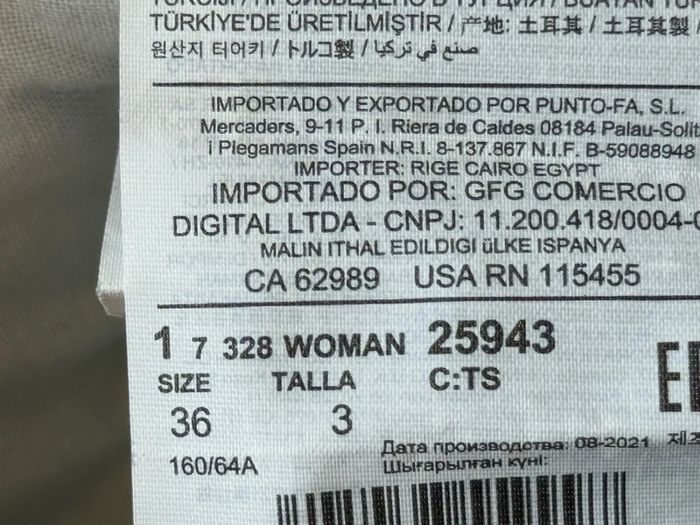 TÜRKİYE'DE ÜRETİLMİŞTİR / 产地: 土耳其 / 土耳其製 /
원산지 터어키 / トルコ製 / صنع في تركيا
IMPORTADO Y EXPORTADO POR PUNTO-FA, S.L.
Mercaders, 9-11 P. I. Riera de Caldes 08184 Palau-Solit
i Plegamans Spain N.R.I. 8-137.867 N.I.F. B-59088948
IMPORTER: RIGE CAIRO EGYPT
IMPORTADO POR: GFG COMERCIO
DIGITAL LTDA - CNPJ: 11.200.418/0004-0
MALIN ITHAL EDILDIGI üLKE ISPANYA
CA 62989 USA RN 115455
1 7 328 WOMAN 25943
SIZE TALLA C:TS
36 3
Дата производства: 08-2021 제조
160/64A Шығарылған күні: